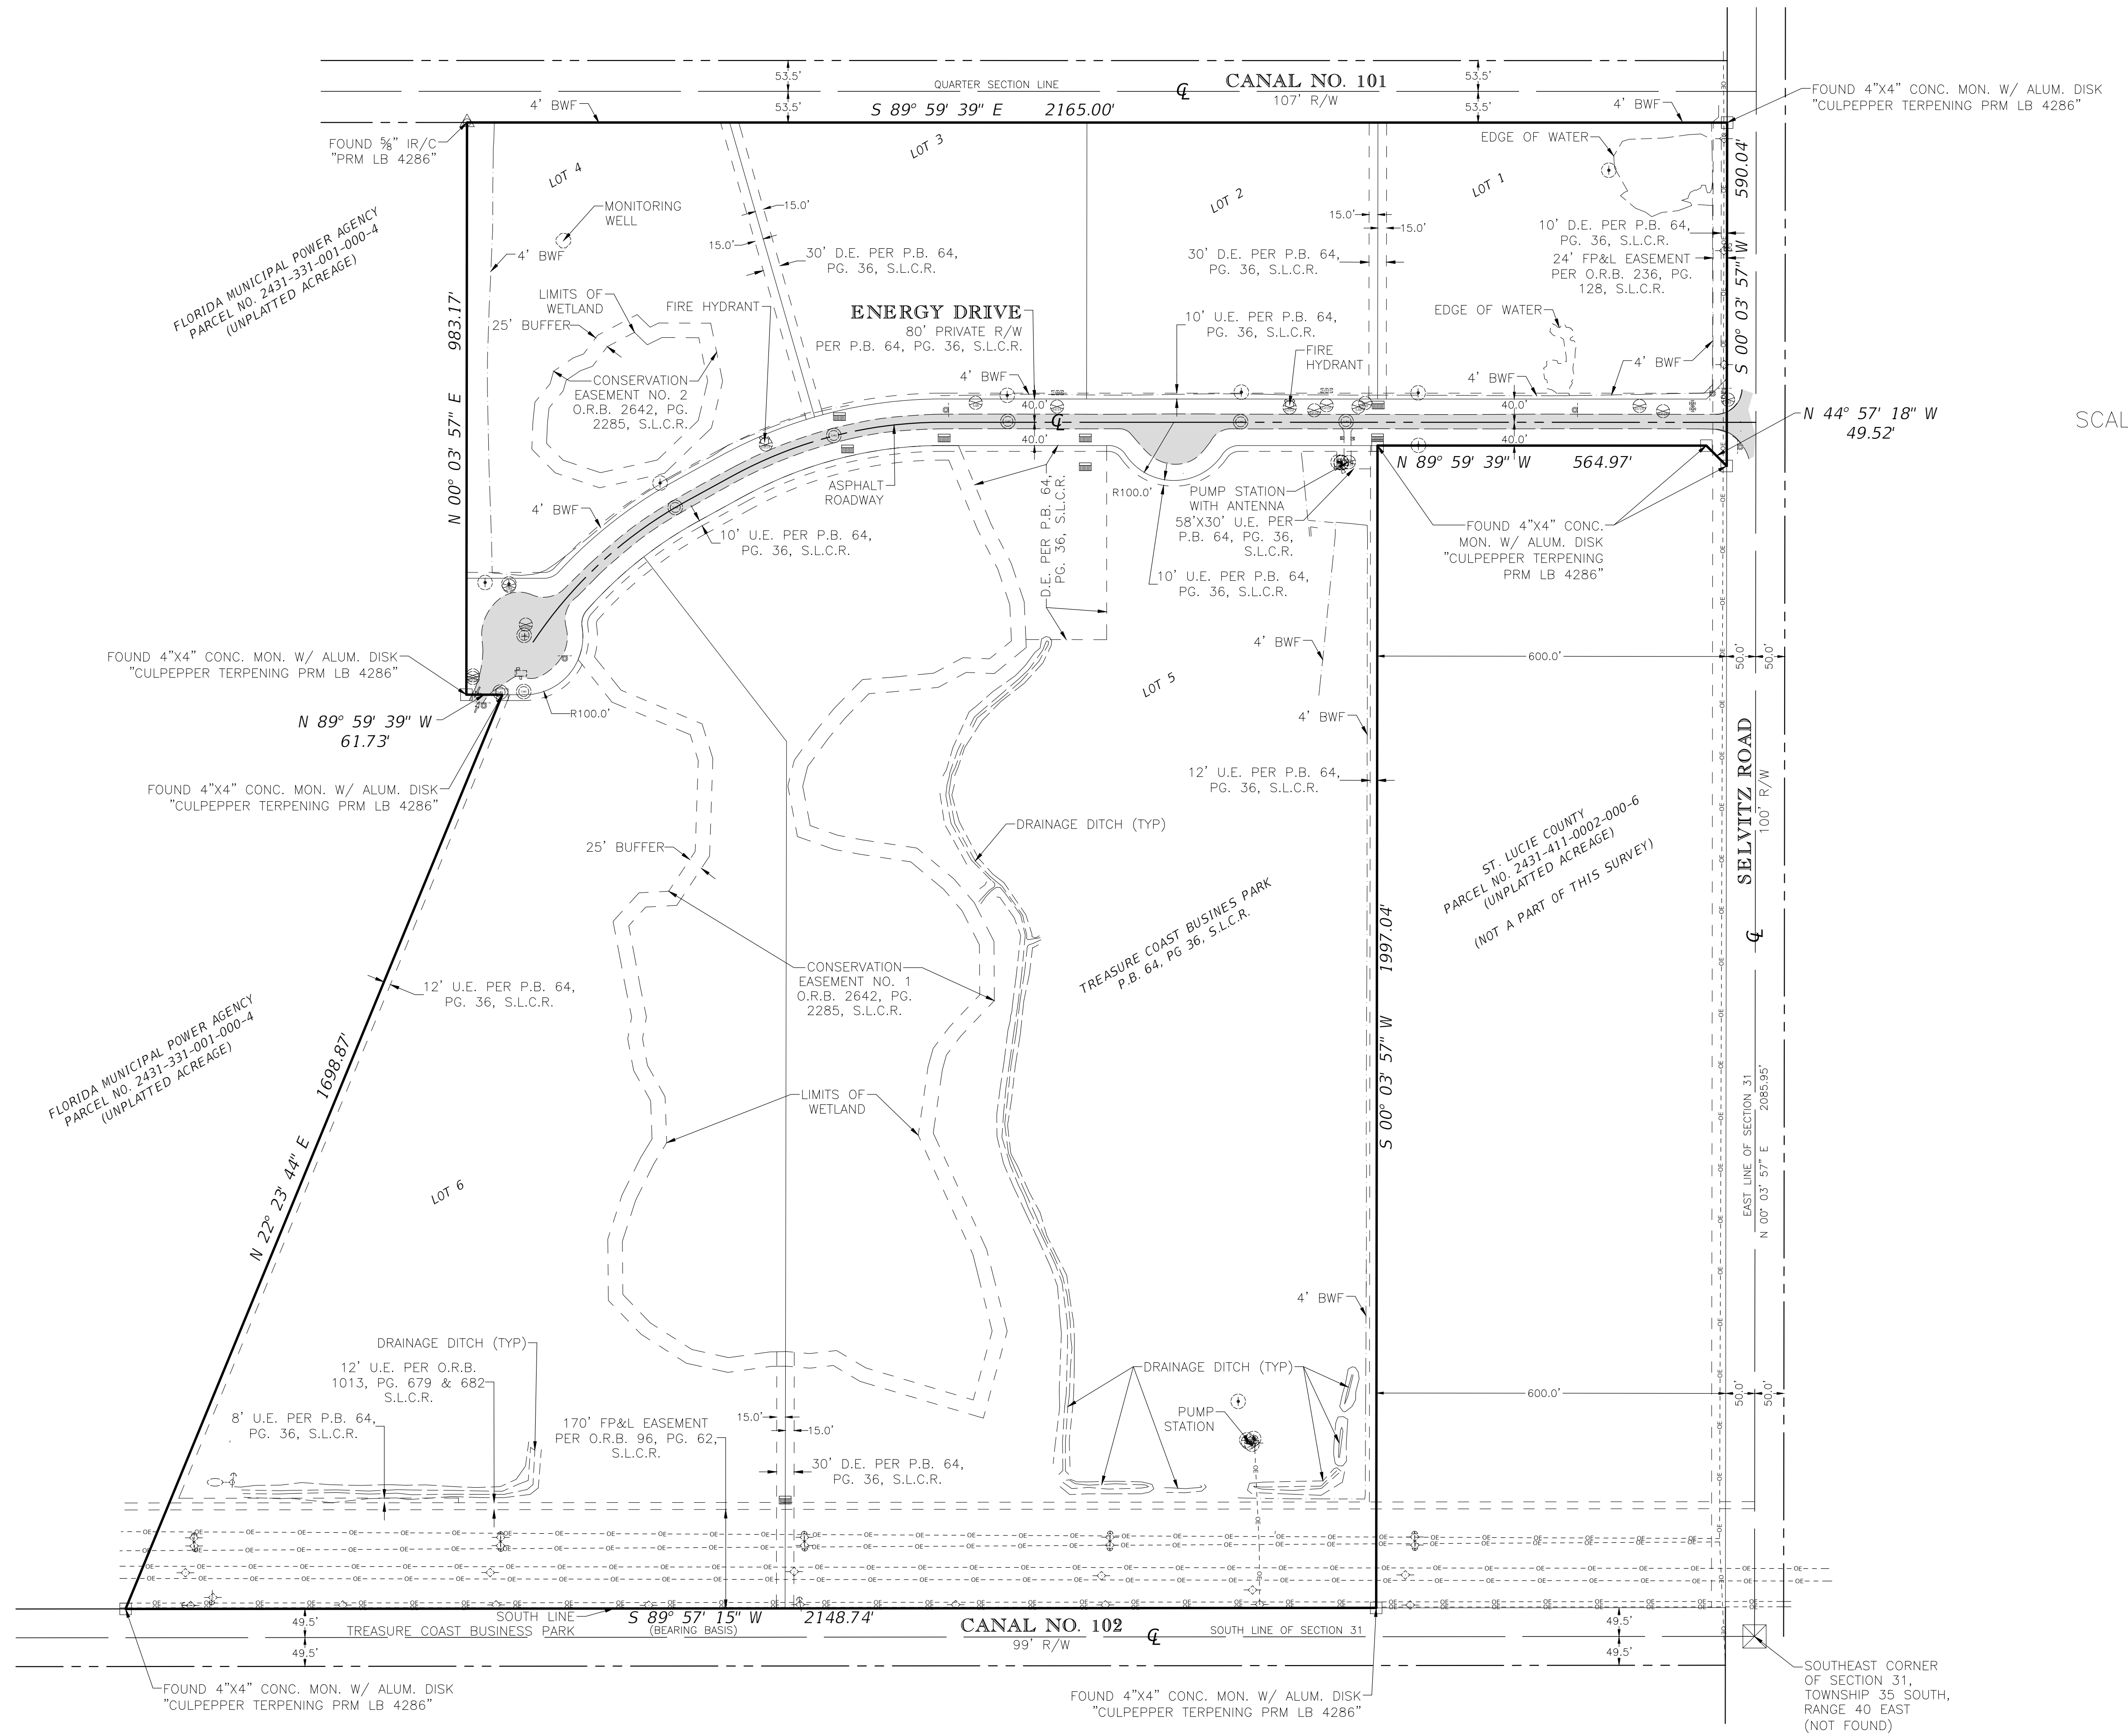 53.5'
QUARTER SECTION LINE
CANAL NO. 101
107' R/W
53.5'
53.5'
53.5'
4' BWF
S 89° 59' 39" E 2165.00'
4' BWF
FOUND 4"X4" CONC. MON. W/ ALUM. DISK
"CULPEPPER TERPENING PRM LB 4286"
FOUND ⅝" IR/C
"PRM LB 4286"
LOT 4
LOT 3
LOT 2
LOT 1
EDGE OF WATER
590.04'
S 00° 03' 57" W
MONITORING
WELL
4' BWF
15.0'
15.0'
30' D.E. PER P.B. 64,
PG. 36, S.L.C.R.
15.0'
15.0'
30' D.E. PER P.B. 64,
PG. 36, S.L.C.R.
10' D.E. PER P.B. 64,
PG. 36, S.L.C.R.
24' FP&L EASEMENT
PER O.R.B. 236, PG.
128, S.L.C.R.
FLORIDA MUNICIPAL POWER AGENCY
PARCEL NO. 2431-331-001-000-4
(UNPLATTED ACREAGE)
N 00° 03' 57" E 983.17'
LIMITS OF
WETLAND
25' BUFFER
FIRE HYDRANT
ENERGY DRIVE
80' PRIVATE R/W
PER P.B. 64, PG. 36, S.L.C.R.
10' U.E. PER P.B. 64,
PG. 36, S.L.C.R.
FIRE
HYDRANT
EDGE OF WATER
4' BWF
CONSERVATION
EASEMENT NO. 2
O.R.B. 2642, PG.
2285, S.L.C.R.
4' BWF
4' BWF
40.0'
40.0'
40.0'
40.0'
N 44° 57' 18" W
49.52'
SCAL
N 89° 59' 39" W 564.97'
4' BWF
ASPHALT
ROADWAY
10' U.E. PER P.B. 64,
PG. 36, S.L.C.R.
D.E. PER P.B. 64,
PG. 36, S.L.C.R.
R100.0'
PUMP STATION
WITH ANTENNA
58'X30' U.E. PER
P.B. 64, PG. 36,
S.L.C.R.
10' U.E. PER P.B. 64,
PG. 36, S.L.C.R.
FOUND 4"X4" CONC.
MON. W/ ALUM. DISK
"CULPEPPER TERPENING
PRM LB 4286"
4' BWF
FOUND 4"X4" CONC. MON. W/ ALUM. DISK
"CULPEPPER TERPENING PRM LB 4286"
600.0'
50.0'
50.0'
N 89° 59' 39" W
61.73'
R100.0'
LOT 5
4' BWF
FOUND 4"X4" CONC. MON. W/ ALUM. DISK
"CULPEPPER TERPENING PRM LB 4286"
12' U.E. PER P.B. 64,
PG. 36, S.L.C.R.
SELVITZ ROAD
100' R/W
25' BUFFER
DRAINAGE DITCH (TYP)
ST. LUCIE COUNTY
PARCEL NO. 2431-411-0002-000-6
(UNPLATTED ACREAGE)
(NOT A PART OF THIS SURVEY)
TREASURE COAST BUSINES PARK
P.B. 64, PG 36, S.L.C.R.
S 00° 03' 57" W 1997.04'
12' U.E. PER P.B. 64,
PG. 36, S.L.C.R.
CONSERVATION
EASEMENT NO. 1
O.R.B. 2642, PG.
2285, S.L.C.R.
FLORIDA MUNICIPAL POWER AGENCY
PARCEL NO. 2431-331-001-000-4
(UNPLATTED ACREAGE)
N 22° 23' 44" E 1698.87'
LIMITS OF
WETLAND
EAST LINE OF SECTION 31
N 00° 03' 57" E 2085.95'
LOT 6
4' BWF
DRAINAGE DITCH (TYP)
12' U.E. PER O.R.B.
1013, PG. 679 & 682
S.L.C.R.
8' U.E. PER P.B. 64,
PG. 36, S.L.C.R.
170' FP&L EASEMENT
PER O.R.B. 96, PG. 62,
S.L.C.R.
15.0'
15.0'
30' D.E. PER P.B. 64,
PG. 36, S.L.C.R.
DRAINAGE DITCH (TYP)
PUMP
STATION
600.0'
50.0'
50.0'
49.5'
49.5'
SOUTH LINE
TREASURE COAST BUSINESS PARK
S 89° 57' 15" W 2148.74'
(BEARING BASIS)
CANAL NO. 102
99' R/W
SOUTH LINE OF SECTION 31
49.5'
49.5'
FOUND 4"X4" CONC. MON. W/ ALUM. DISK
"CULPEPPER TERPENING PRM LB 4286"
FOUND 4"X4" CONC. MON. W/ ALUM. DISK
"CULPEPPER TERPENING PRM LB 4286"
SOUTHEAST CORNER
OF SECTION 31,
TOWNSHIP 35 SOUTH,
RANGE 40 EAST
(NOT FOUND)